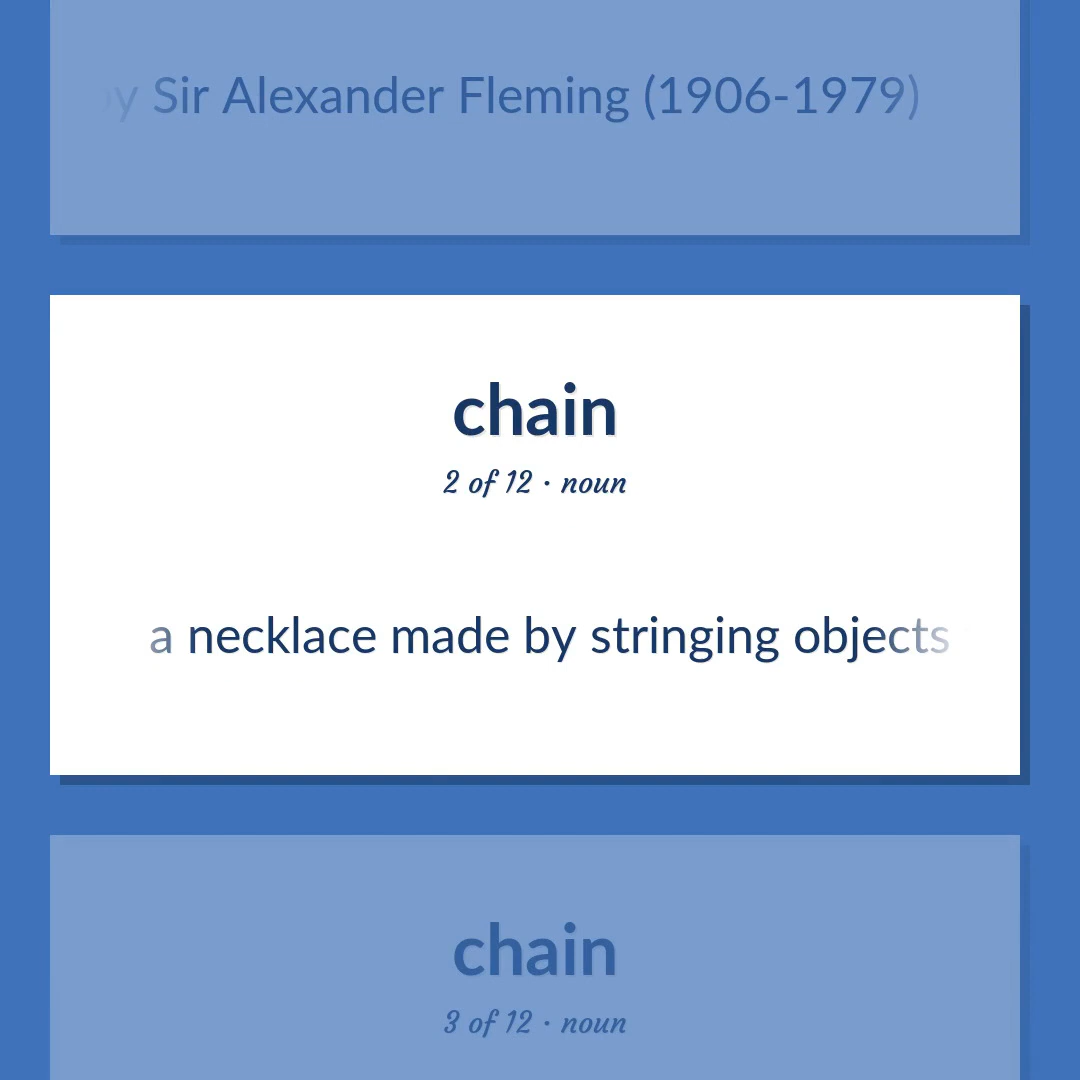 by Sir Alexander Fleming (1906-1979)
chain
2 of 12 · noun
a necklace made by stringing objects
chain
3 of 12 · noun